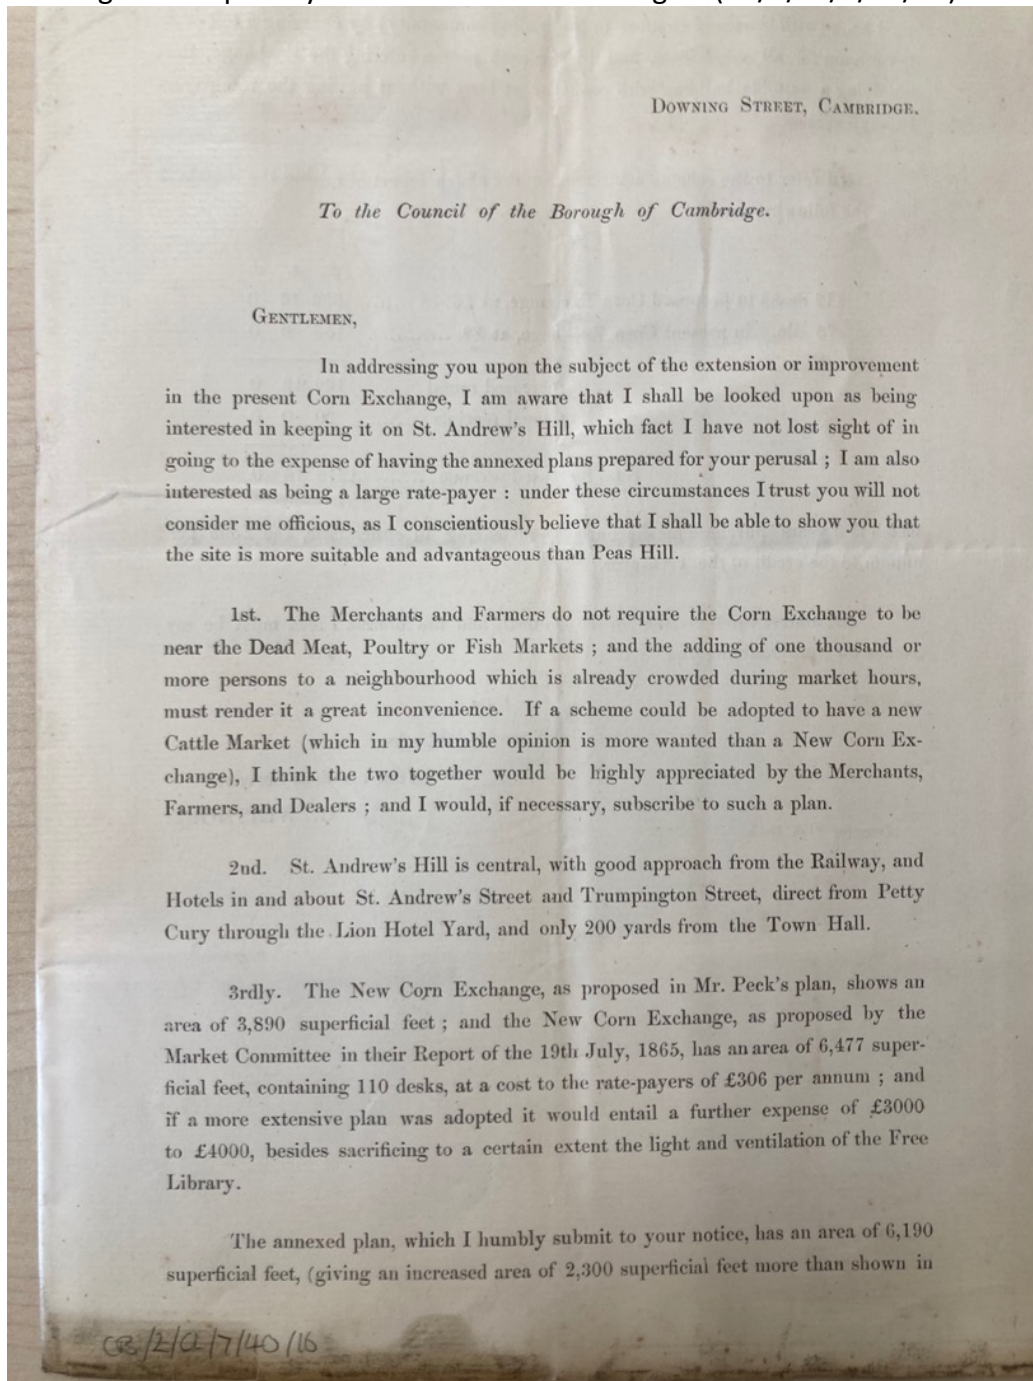 DOWNING STREET, CAMBRIDGE.
To the Council of the Borough of Cambridge.
GENTLEMEN,
In addressing you upon the subject of the extension or improvement
in the present Corn Exchange, I am aware that I shall be looked upon as being
interested in keeping it on St. Andrew's Hill, which fact I have not lost sight of in
going to the expense of having the annexed plans prepared for your perusal ; I am also
interested as being a large rate-payer : under these circumstances I trust you will not
consider me officious, as I conscientiously believe that I shall be able to show you that
the site is more suitable and advantageous than Peas Hill.
1st. The Merchants and Farmers do not require the Corn Exchange to be
near the Dead Meat, Poultry or Fish Markets ; and the adding of one thousand or
more persons to a neighbourhood which is already crowded during market hours,
must render it a great inconvenience. If a scheme could be adopted to have a new
Cattle Market (which in my humble opinion is more wanted than a New Corn Ex-
change), I think the two together would be highly appreciated by the Merchants,
Farmers, and Dealers ; and I would, if necessary, subscribe to such a plan.
2nd. St. Andrew's Hill is central, with good approach from the Railway, and
Hotels in and about St. Andrew's Street and Trumpington Street, direct from Petty
Cury through the Lion Hotel Yard, and only 200 yards from the Town Hall.
3rdly. The New Corn Exchange, as proposed in Mr. Peck's plan, shows an
area of 3,890 superficial feet ; and the New Corn Exchange, as proposed by the
Market Committee in their Report of the 19th July, 1865, has an area of 6,477 super-
ficial feet, containing 110 desks, at a cost to the rate-payers of £306 per annum ; and
if a more extensive plan was adopted it would entail a further expense of £3000
to £4000, besides sacrificing to a certain extent the light and ventilation of the Free
Library.
The annexed plan, which I humbly submit to your notice, has an area of 6,190
superficial feet, (giving an increased area of 2,300 superficial feet more than shown in
CB/2/CL/7/40/16